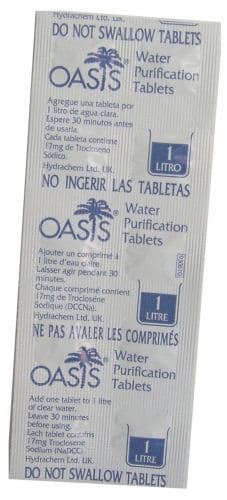 Hydrachem Ltd. UK.
DO NOT SWALLOW TABLETS
OASIS®
Water
Purification
Tablets
Agregue una tableta por
1 litro de agua clara.
Espere 30 minutos antes
de usarla.
Cada tableta contiene
17mg de Trocloseno
Sódico.
Hydrachem Ltd. UK.
1
LITRO
NO INGERIR LAS TABLETAS
OASIS®
Water
Purification
Tablets
Ajouter un comprimé à
1 litre d'eau claire.
Laisser agir pendant 30
minutes.
Chaque comprimé contient
17mg de Troclosène
Sodique (DCCNa).
Hydrachem Ltd. UK.
1
LITRE
NE PAS AVALER LES COMPRIMÉS
OASIS®
Water
Purification
Tablets
Add one tablet to 1 litre
of clear water.
Leave 30 minutes
before using.
Each tablet contains
17mg Troclosene
Sodium (NaDCC)
Hydrachem Ltd. UK.
1
LITRE
DO NOT SWALLOW TABLETS